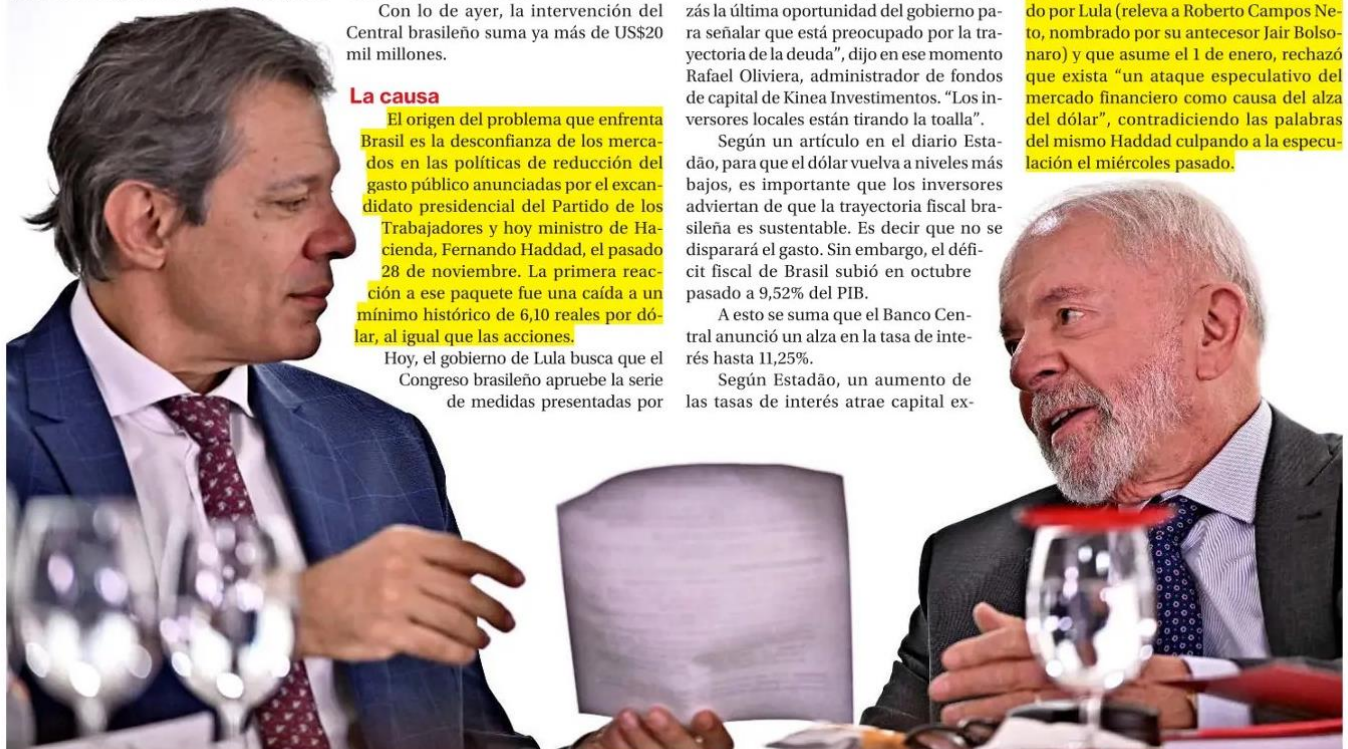 Con lo de ayer, la intervención del
Central brasileño suma ya más de US$20
mil millones.
La causa
El origen del problema que enfrenta
Brasil es la desconfianza de los merca-
dos en las políticas de reducción del
gasto público anunciadas por el excan-
didato presidencial del Partido de los
Trabajadores y hoy ministro de Ha-
cienda, Fernando Haddad, el pasado
28 de noviembre. La primera reac-
ción a ese paquete fue una caída a un
mínimo histórico de 6,10 reales por dó-
lar, al igual que las acciones.
Hoy, el gobierno de Lula busca que el
Congreso brasileño apruebe la serie
de medidas presentadas por
zás la última oportunidad del gobierno pa-
ra señalar que está preocupado por la tra-
yectoria de la deuda”, dijo en ese momento
Rafael Oliviera, administrador de fondos
de capital de Kinea Investimentos. “Los in-
versores locales están tirando la toalla”.
Según un artículo en el diario Esta-
dão, para que el dólar vuelva a niveles más
bajos, es importante que los inversores
adviertan de que la trayectoria fiscal bra-
sileña es sustentable. Es decir que no se
disparará el gasto. Sin embargo, el défi-
cit fiscal de Brasil subió en octubre
pasado a 9,52% del PIB.
A esto se suma que el Banco Cen-
tral anunció un alza en la tasa de inte-
rés hasta 11,25%.
Según Estadão, un aumento de
las tasas de interés atrae capital ex-
do por Lula (releva a Roberto Campos Ne-
to, nombrado por su antecesor Jair Bolso-
naro) y que asume el 1 de enero, rechazó
que exista “un ataque especulativo del
mercado financiero como causa del alza
del dólar”, contradiciendo las palabras
del mismo Haddad culpando a la especu-
lación el miércoles pasado.